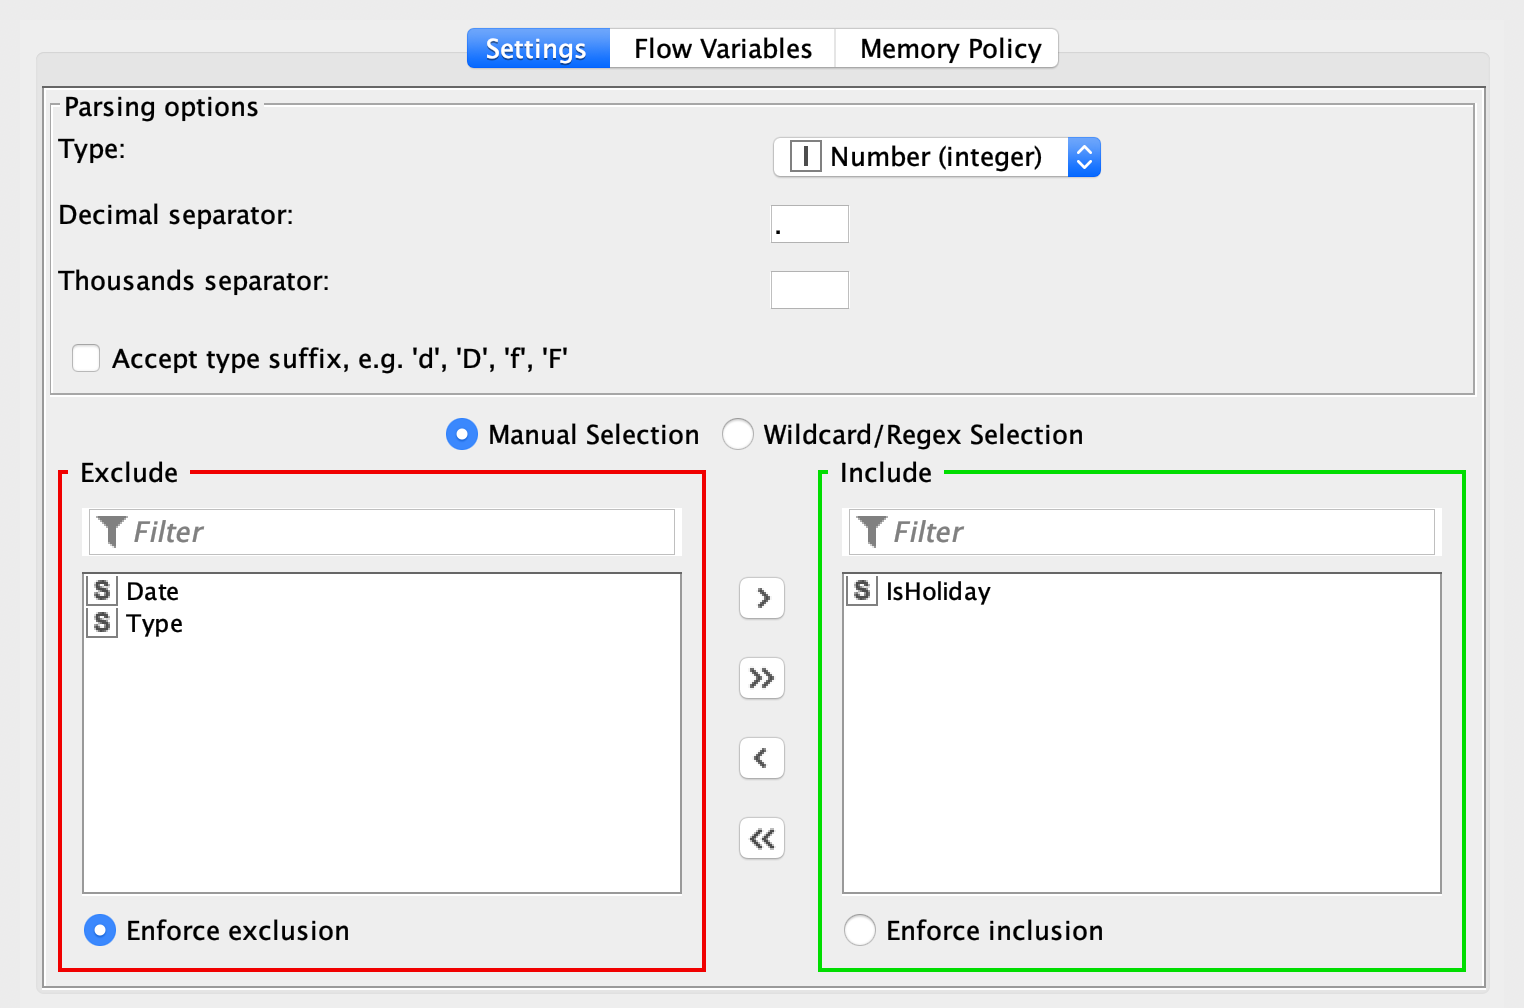 Settings Flow Variables Memory Policy
Parsing options
Type: I Number (integer)
Decimal separator: .
Thousands separator:
Accept type suffix, e.g. 'd', 'D', 'f', 'F'
Manual Selection Wildcard/Regex Selection
Exclude
Filter
S Date
S Type
Enforce exclusion
>
>>
<
<<
Include
Filter
S IsHoliday
Enforce inclusion